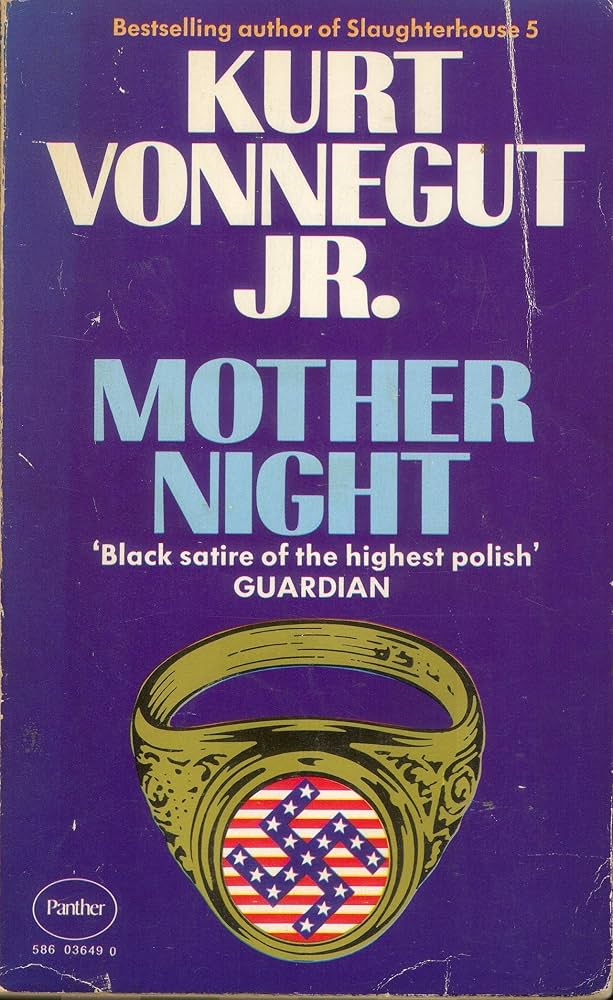 Bestselling author of Slaughterhouse 5
KURT
VONNEGUT
JR.
MOTHER
NIGHT
‘Black satire of the highest polish’
GUARDIAN
Panther
586 03649 0